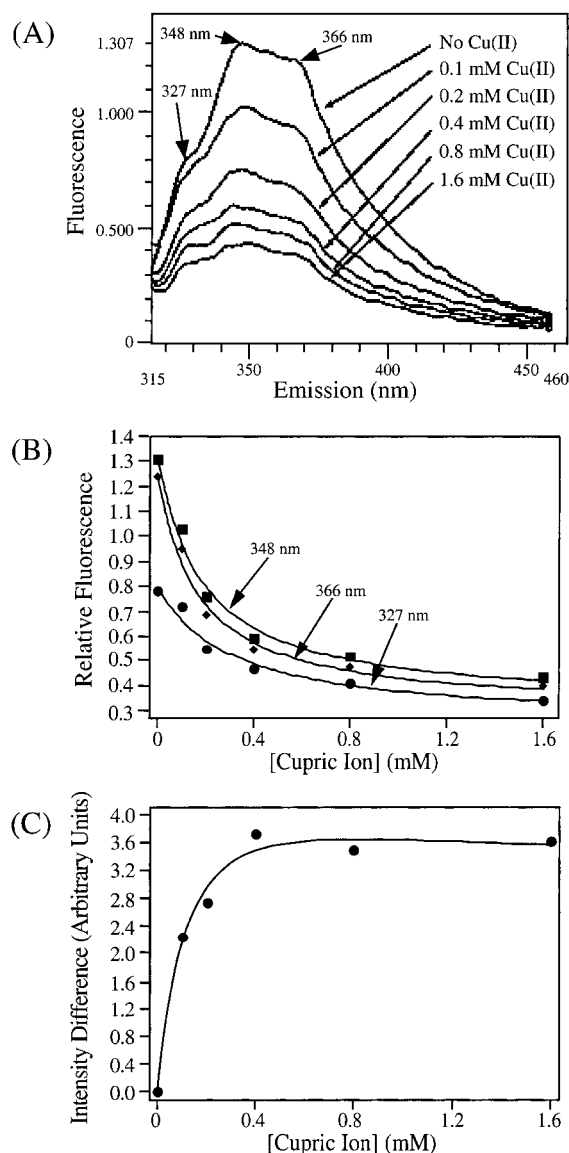 (A)
348 nm
366 nm
327 nm
No Cu(II)
0.1 mM Cu(II)
0.2 mM Cu(II)
0.4 mM Cu(II)
0.8 mM Cu(II)
1.6 mM Cu(II)
Fluorescence
1.307
1.000
0.500
0
315
350
400
450
460
Emission (nm)
(B)
Relative Fluorescence
1.4
1.3
1.2
1.1
1.0
0.9
0.8
0.7
0.6
0.5
0.4
0.3
348 nm
366 nm
327 nm
0
0.4
0.8
1.2
1.6
[Cupric Ion] (mM)
(C)
Intensity Difference (Arbitrary Units)
4.0
3.6
3.2
2.8
2.4
2.0
1.6
1.2
0.8
0.4
0.0
0
0.4
0.8
1.2
1.6
[Cupric Ion] (mM)